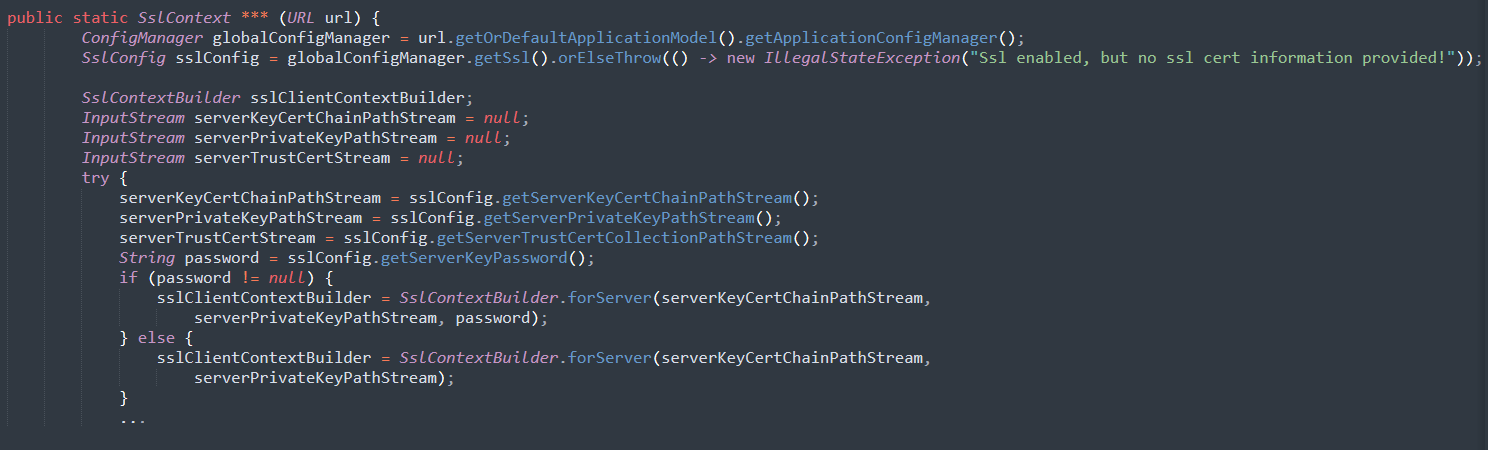 public static SslContext *** (URL url) {
ConfigManager globalConfigManager = url.getOrDefaultApplicationModel().getApplicationConfigManager();
SslConfig sslConfig = globalConfigManager.getSsl().orElseThrow(() -> new IllegalStateException("Ssl enabled, but no ssl cert information provided!"));
SslContextBuilder sslClientContextBuilder;
InputStream serverKeyCertChainPathStream = null;
InputStream serverPrivateKeyPathStream = null;
InputStream serverTrustCertStream = null;
try {
serverKeyCertChainPathStream = sslConfig.getServerKeyCertChainPathStream();
serverPrivateKeyPathStream = sslConfig.getServerPrivateKeyPathStream();
serverTrustCertStream = sslConfig.getServerTrustCertCollectionPathStream();
String password = sslConfig.getServerKeyPassword();
if (password != null) {
sslClientContextBuilder = SslContextBuilder.forServer(serverKeyCertChainPathStream,
serverPrivateKeyPathStream, password);
} else {
sslClientContextBuilder = SslContextBuilder.forServer(serverKeyCertChainPathStream,
serverPrivateKeyPathStream);
}
...